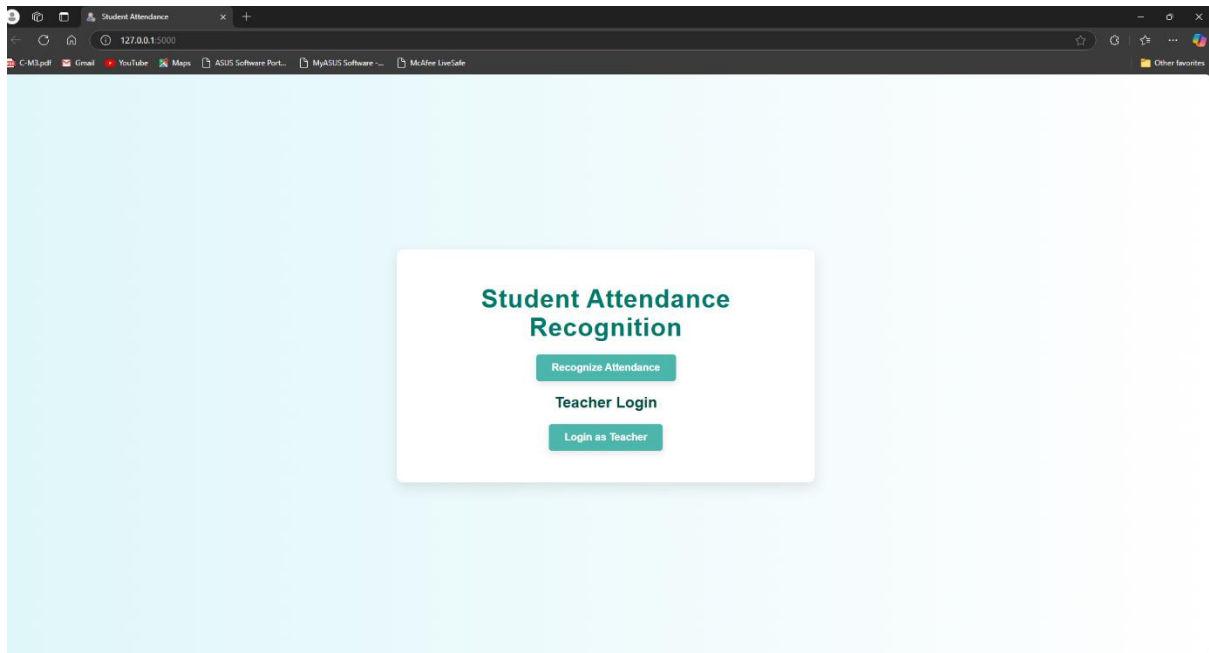 Student Attendance
127.0.0.1:5000
C-M3.pdf Gmail YouTube Maps ASUS Software Port... MyASUS Software -... McAfee LiveSafe Other favorites
Student Attendance
Recognition
Recognize Attendance
Teacher Login
Login as Teacher